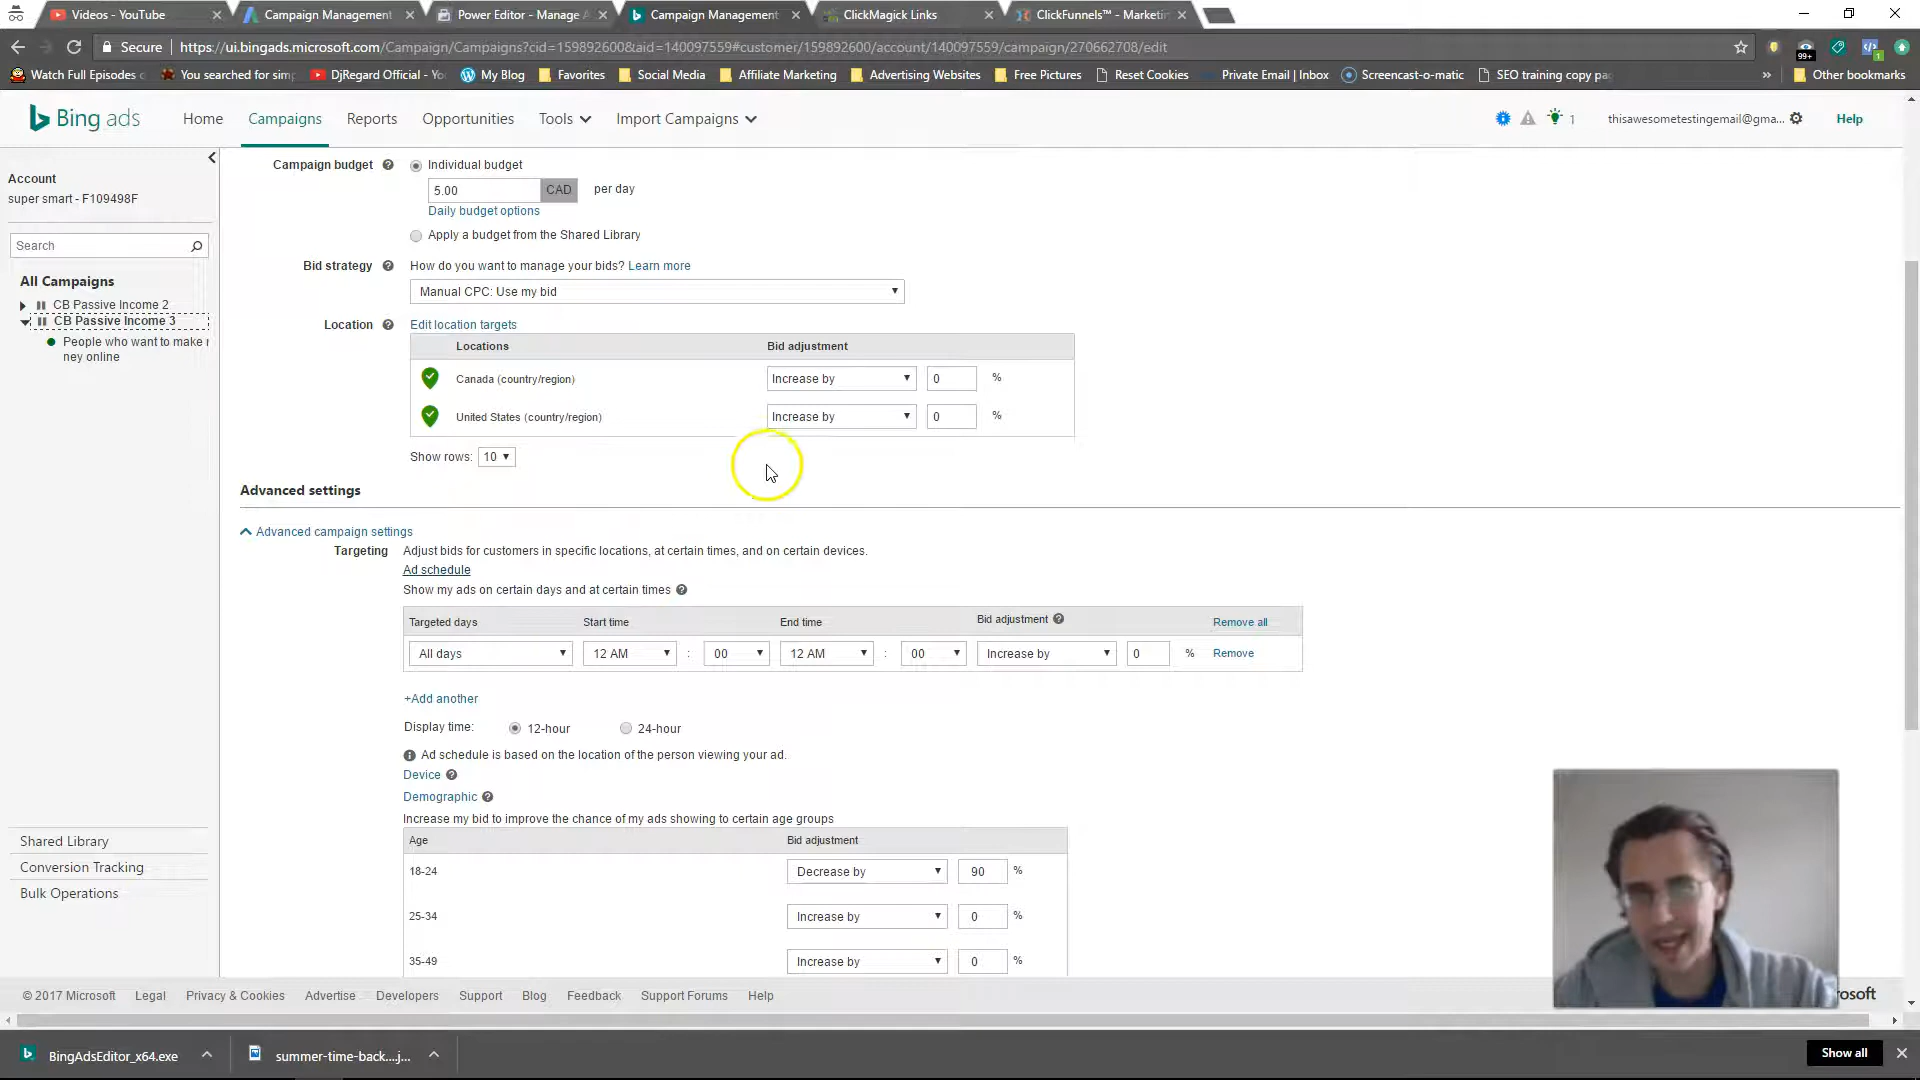 Videos - YouTube
Campaign Management
Power Editor - Manage A
Campaign Management
ClickMagick Links
ClickFunnels™ - Marketin
Secure
https://ui.bingads.microsoft.com/Campaign/Campaigns?cid=159892600&aid=140097559#customer/159892600/account/140097559/campaign/270662708/edit
99+
1
Watch Full Episodes o
You searched for simp
DjRegard Official - Yo
My Blog
Favorites
Social Media
Affiliate Marketing
Advertising Websites
Free Pictures
Reset Cookies
Private Email | Inbox
Screencast-o-matic
SEO training copy pag
»
Other bookmarks
Bing ads
Home
Campaigns
Reports
Opportunities
Tools
Import Campaigns
1
thisawesometestingemail@gma...
Help
Account
super smart - F109498F
Search
All Campaigns
CB Passive Income 2
CB Passive Income 3
People who want to make
ney online
Shared Library
Conversion Tracking
Bulk Operations
Campaign budget
Individual budget
5.00 CAD per day
Daily budget options
Apply a budget from the Shared Library
Bid strategy
How do you want to manage your bids? Learn more
Manual CPC: Use my bid
Location
Edit location targets
Locations Bid adjustment
Canada (country/region) Increase by 0 %
United States (country/region) Increase by 0 %
Show rows: 10
Advanced settings
Advanced campaign settings
Targeting
Adjust bids for customers in specific locations, at certain times, and on certain devices.
Ad schedule
Show my ads on certain days and at certain times
Targeted days Start time End time Bid adjustment Remove all
All days 12 AM : 00 12 AM : 00 Increase by 0 % Remove
+Add another
Display time: 12-hour 24-hour
Ad schedule is based on the location of the person viewing your ad.
Device
Demographic
Increase my bid to improve the chance of my ads showing to certain age groups
Age Bid adjustment
18-24 Decrease by 90 %
25-34 Increase by 0 %
35-49 Increase by 0 %
© 2017 Microsoft Legal Privacy & Cookies Advertise Developers Support Blog Feedback Support Forums Help
rosoft
BingAdsEditor_x64.exe
summer-time-back....j...
Show all